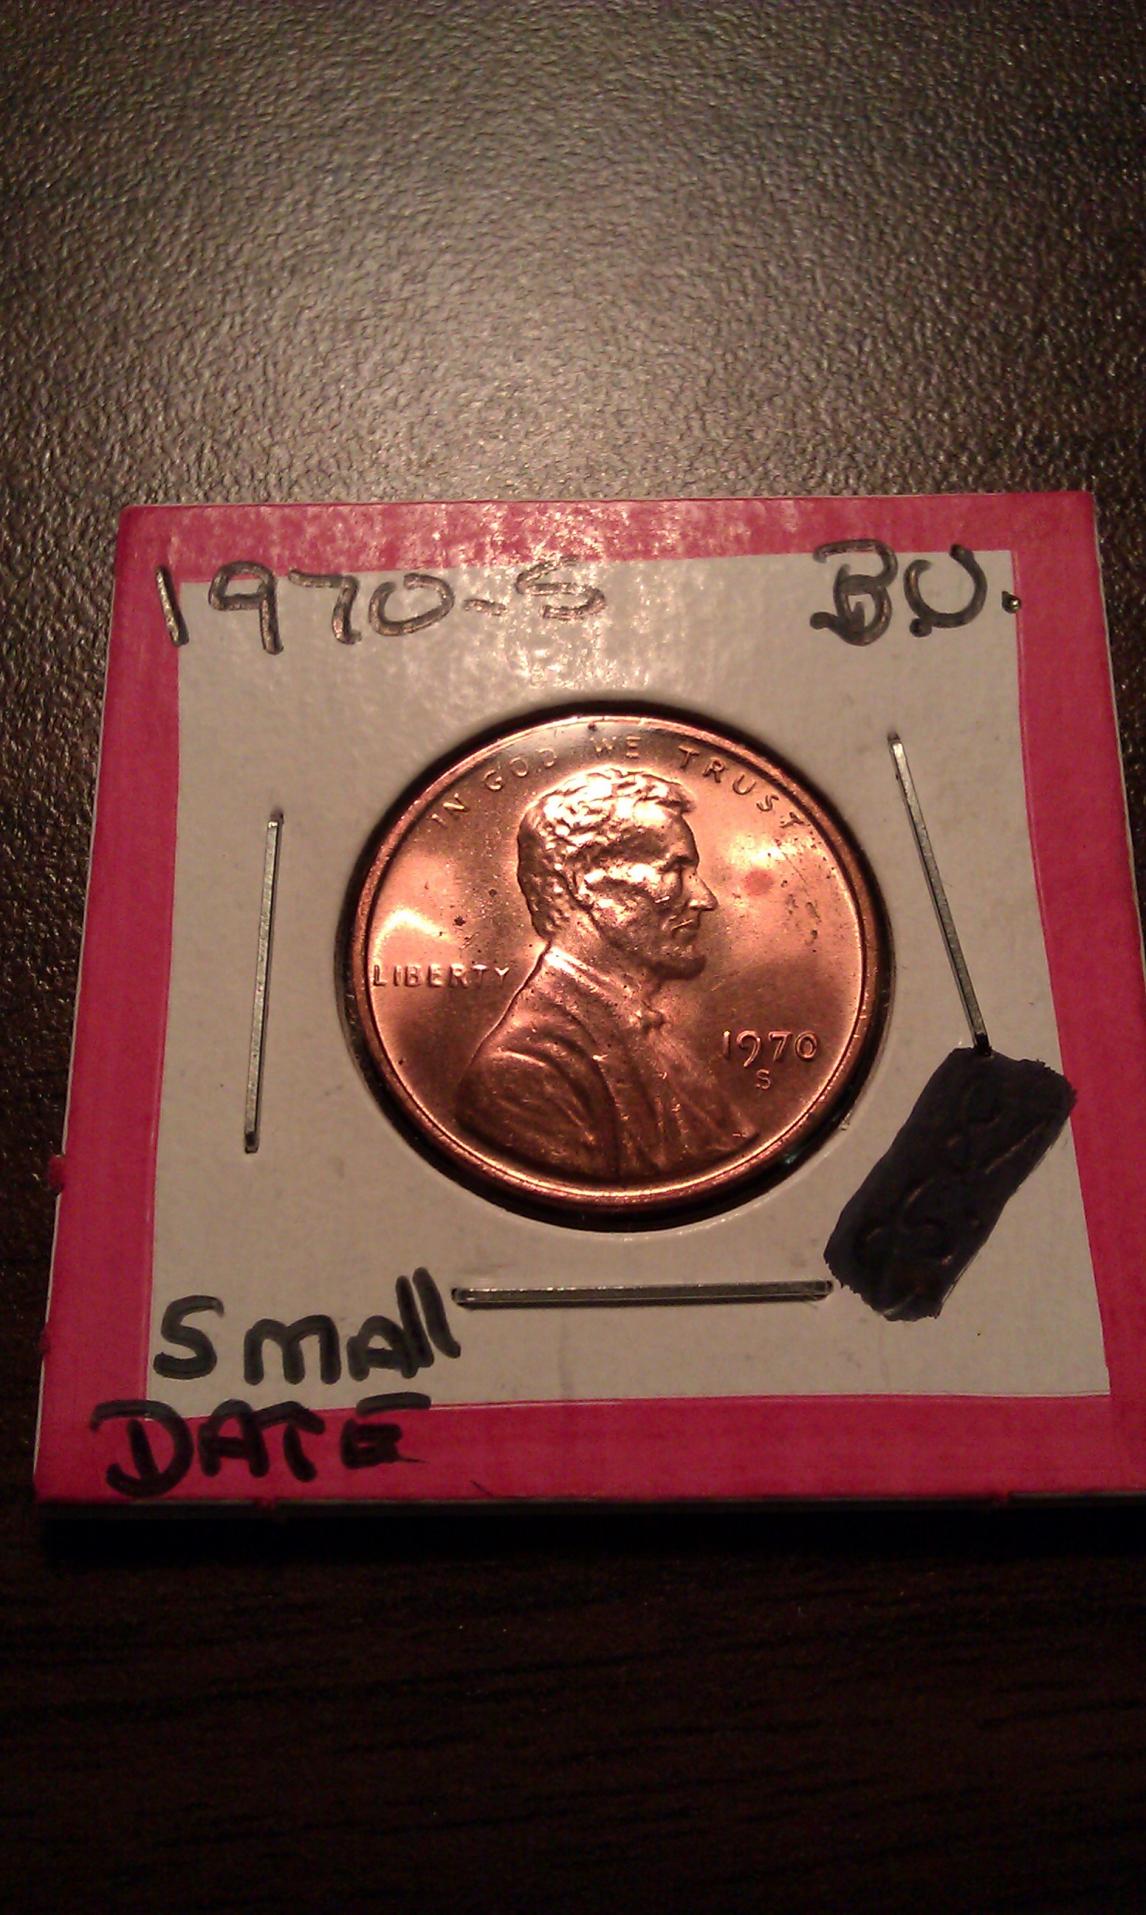 1970-S B.U.
IN GOD WE TRUST
LIBERTY
1970
S
Small
DATE